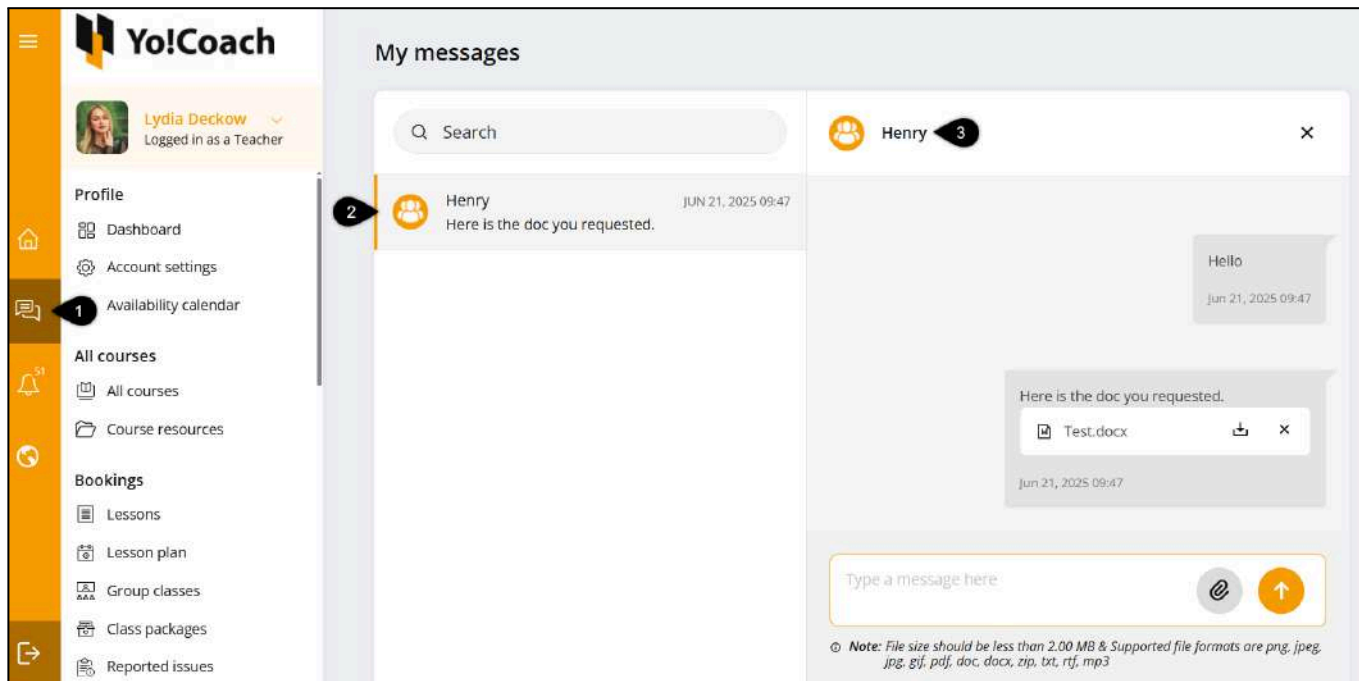 Yo!Coach
Lydia Deckow
Logged in as a Teacher
Profile
Dashboard
Account settings
1
Availability calendar
51
All courses
All courses
Course resources
Bookings
Lessons
Lesson plan
Group classes
Class packages
Reported issues
My messages
Search
2
Henry
JUN 21, 2025 09:47
Here is the doc you requested.
Henry
3
Hello
Jun 21, 2025 09:47
Here is the doc you requested.
Test.docx
Jun 21, 2025 09:47
Type a message here
Note: File size should be less than 2.00 MB & Supported file formats are png, jpeg,
jpg, gif, pdf, doc, docx, zip, txt, rtf, mp3